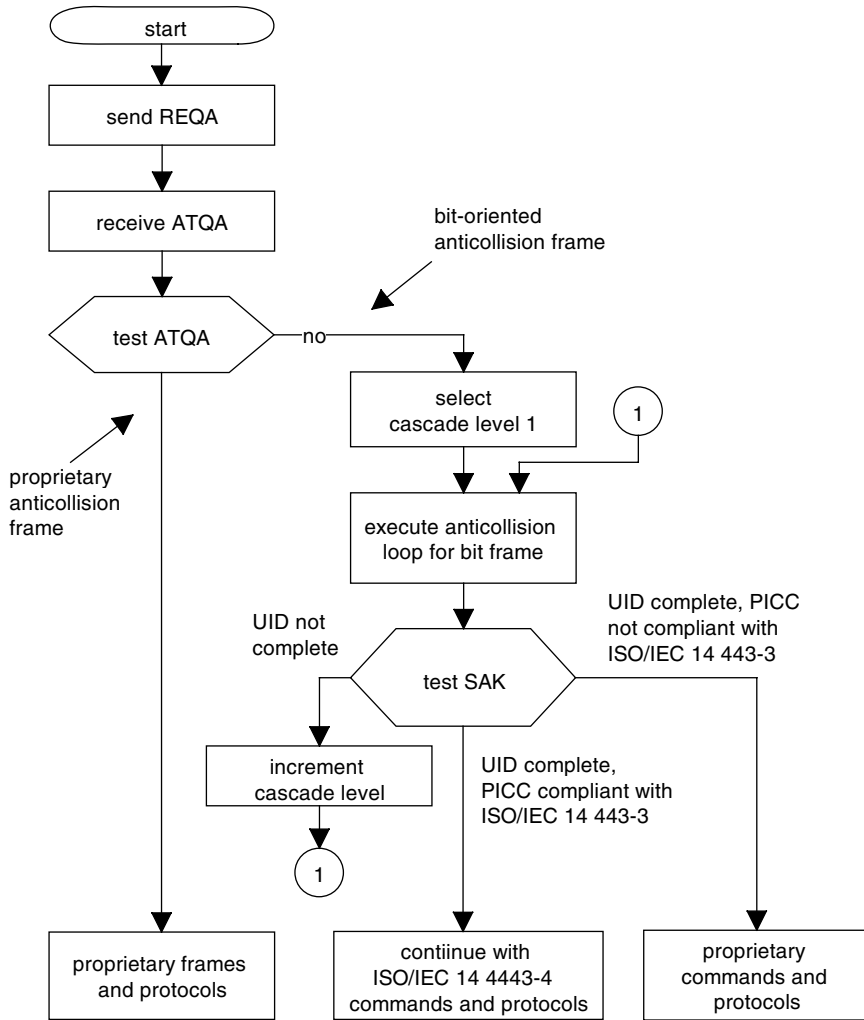 start
send REQA
receive ATQA
bit-oriented
anticollision frame
test ATQA
no
select
cascade level 1
1
proprietary
anticollision
frame
execute anticollision
loop for bit frame
UID not
complete
UID complete, PICC
not compliant with
ISO/IEC 14 443-3
test SAK
increment
cascade level
UID complete,
PICC compliant with
ISO/IEC 14 443-3
1
proprietary frames
and protocols
contiinue with
ISO/IEC 14 4443-4
commands and protocols
proprietary
commands and
protocols